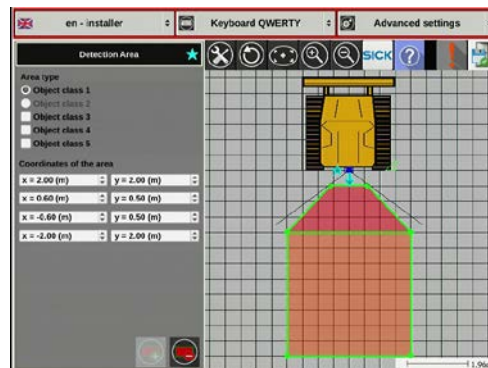 en - installer
Keyboard QWERTY
Advanced settings
Detection Area
SICK
?
Area type
Object class 1
Object class 2
Object class 3
Object class 4
Object class 5
Coordinates of the area
x = 2.00 (m) y = 2.00 (m)
x = 0.60 (m) y = 0.50 (m)
x = -0.60 (m) y = 0.50 (m)
x = -2.00 (m) y = 2.00 (m)